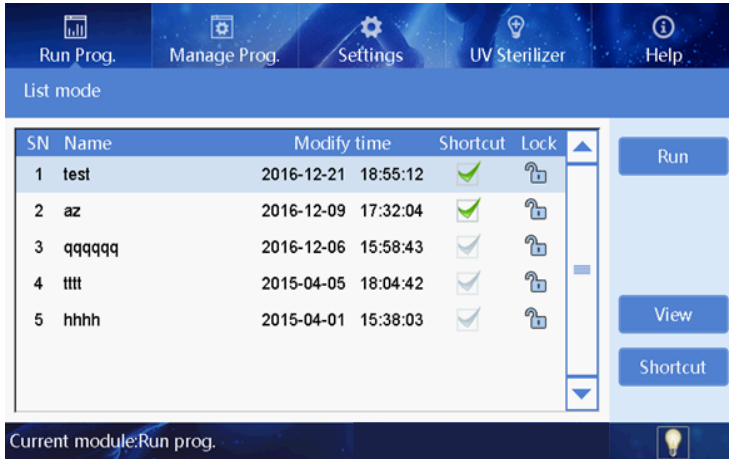 Run Prog. Manage Prog. Settings UV Sterilizer Help
List mode
SN Name Modify time Shortcut Lock
1 test 2016-12-21 18:55:12
2 az 2016-12-09 17:32:04
3 qqqqqq 2016-12-06 15:58:43
4 tttt 2015-04-05 18:04:42
5 hhhh 2015-04-01 15:38:03
Run
View
Shortcut
Current module:Run prog.